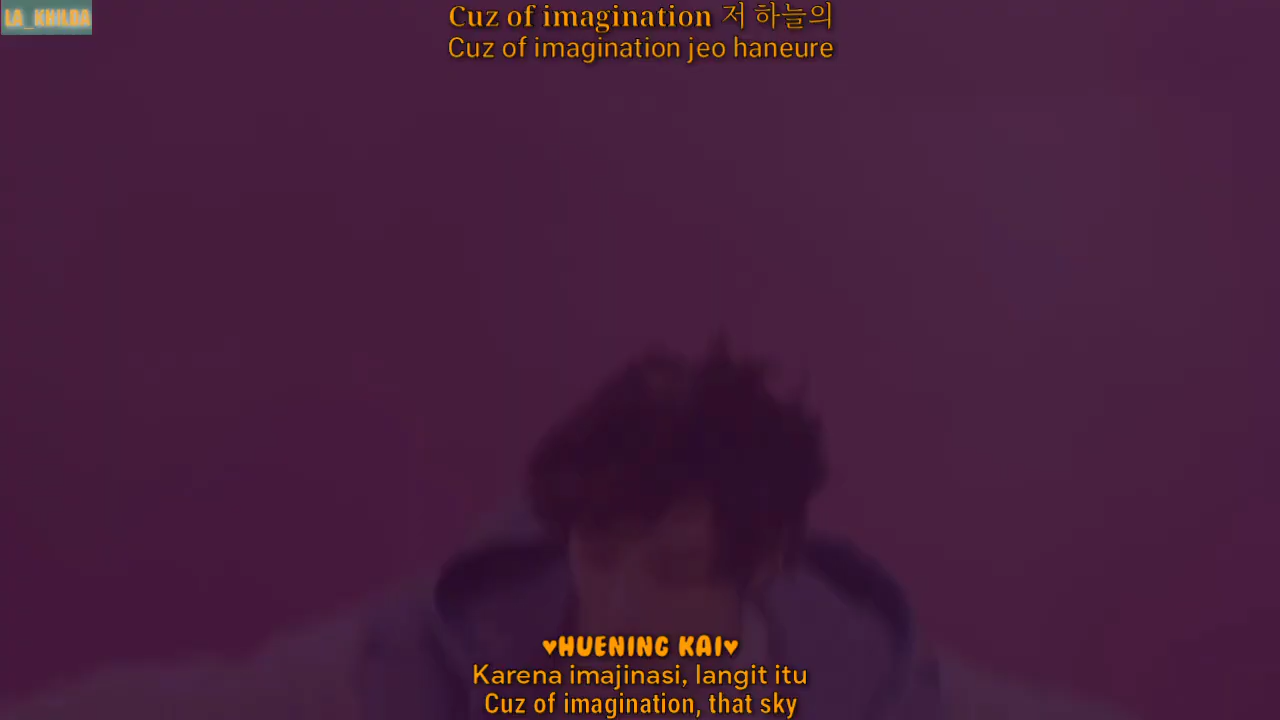 LA_KHILDA
Cuz of imagination 저 하늘의
Cuz of imagination jeo haneure
♥HUENING KAI♥
Karena imajinasi, langit itu
Cuz of imagination, that sky